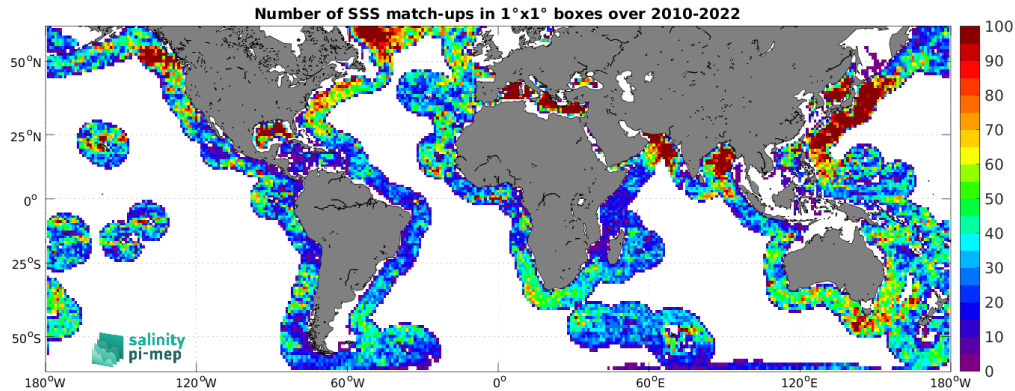 Number of SSS match-ups in 1°x1° boxes over 2010-2022
100
90
80
70
60
50
40
30
20
10
0
50°N
25°N
0°
25°S
50°S
salinity
pi-mep
180°W 120°W 60°W 0° 60°E 120°E 180°W